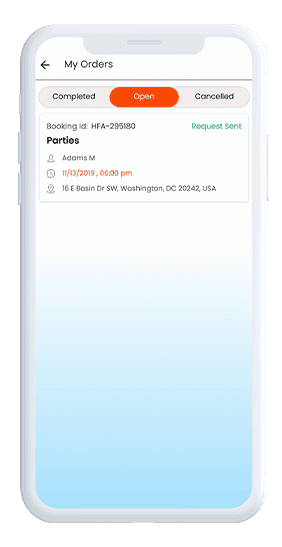 My Orders
Completed Open Cancelled
Booking Id: HFA-295180 Request Sent
Parties
Adams M
11/13/2019 , 06:00 pm
16 E Basin Dr SW, Washington, DC 20242, USA